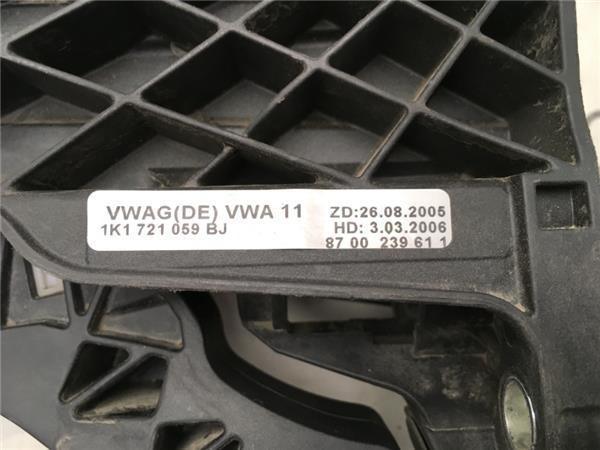 VWAG(DE) VWA 11 ZD:26.08.2005
1K1 721 059 BJ HD: 3.03.2006
87 00 239 61 1